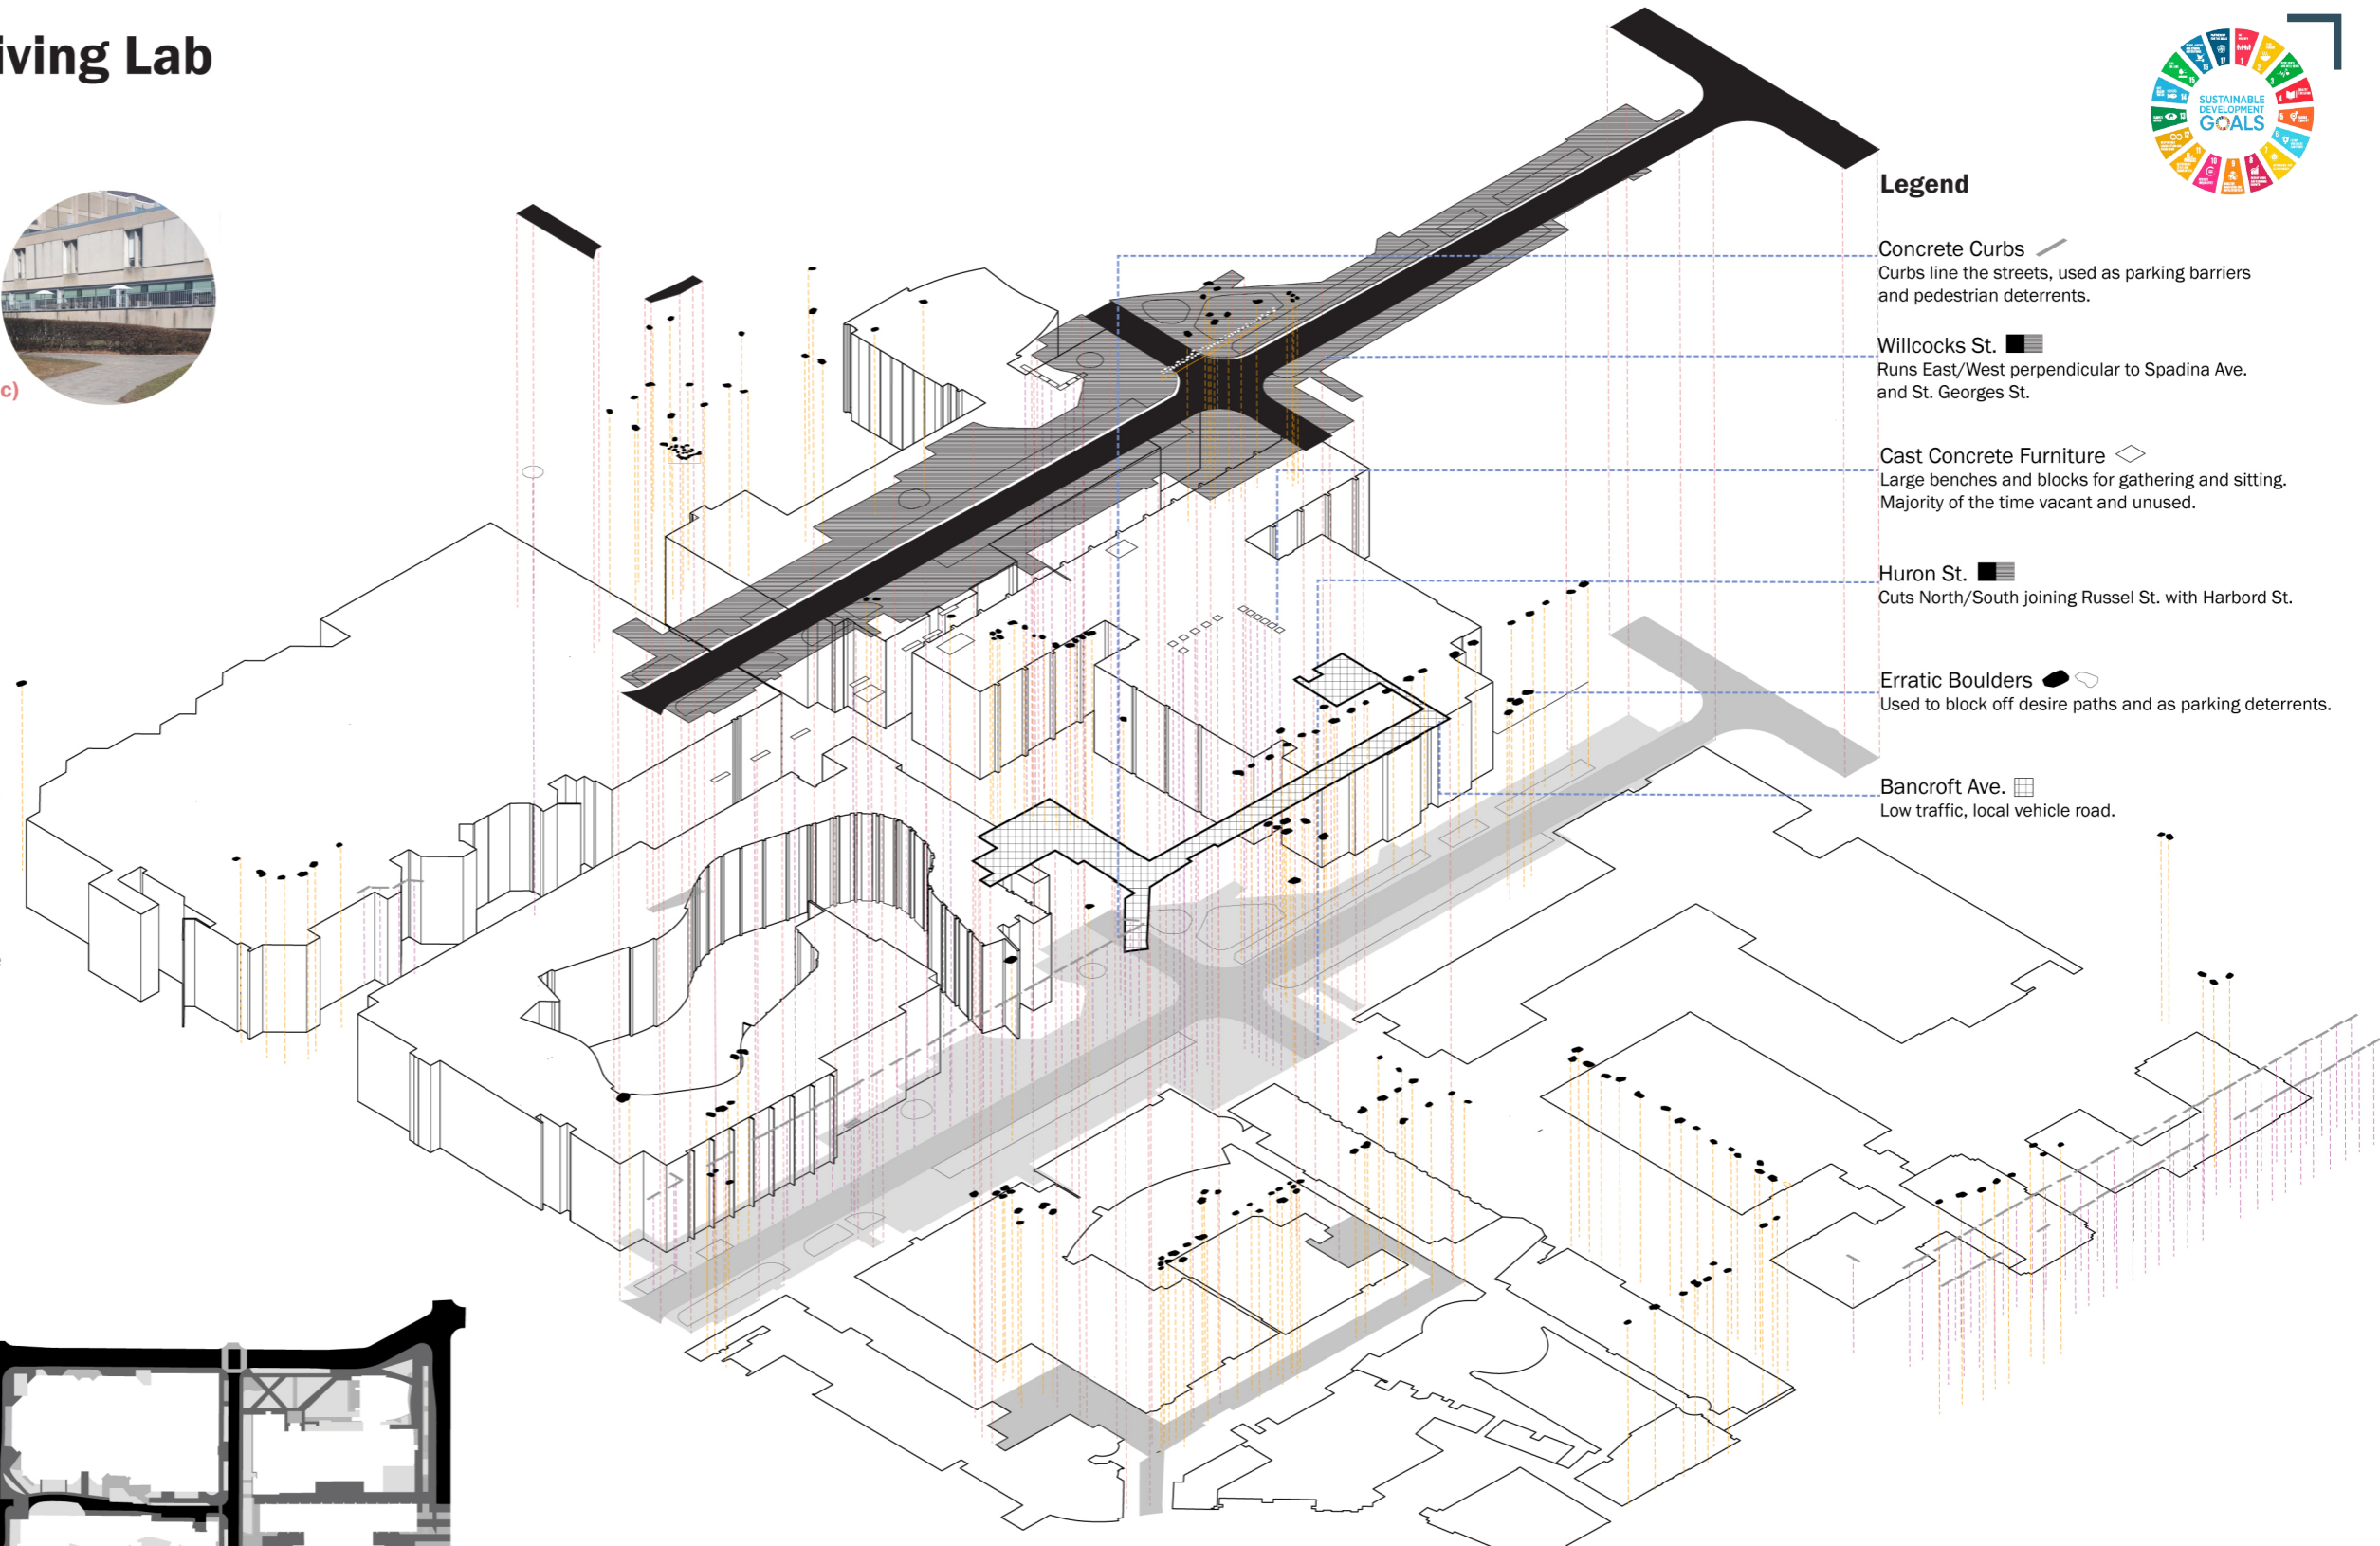 iving Lab
SUSTAINABLE
DEVELOPMENT
GOALS
Legend
Concrete Curbs
Curbs line the streets, used as parking barriers
and pedestrian deterrents.
Willcocks St.
Runs East/West perpendicular to Spadina Ave.
and St. Georges St.
c)
Cast Concrete Furniture
Large benches and blocks for gathering and sitting.
Majority of the time vacant and unused.
Huron St.
Cuts North/South joining Russel St. with Harbord St.
Erratic Boulders
Used to block off desire paths and as parking deterrents.
Bancroft Ave.
Low traffic, local vehicle road.